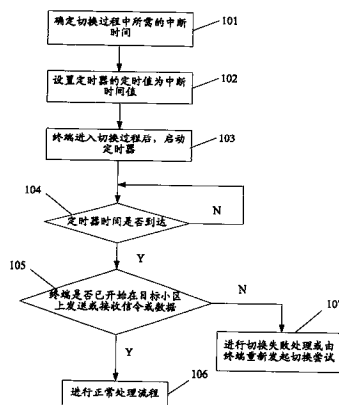 确定切换过程中所需的中断
时间
101
设置定时器的定时值为中断
时间值
102
终端进入切换过程后，启动
定时器
103
104
定时器时间是否到达
N
Y
105
终端是否已开始在目标小区
上发送或接收信令或数据
N
Y
107
进行切换失败处理或由
终端重新发起切换尝试
进行正常处理流程
106